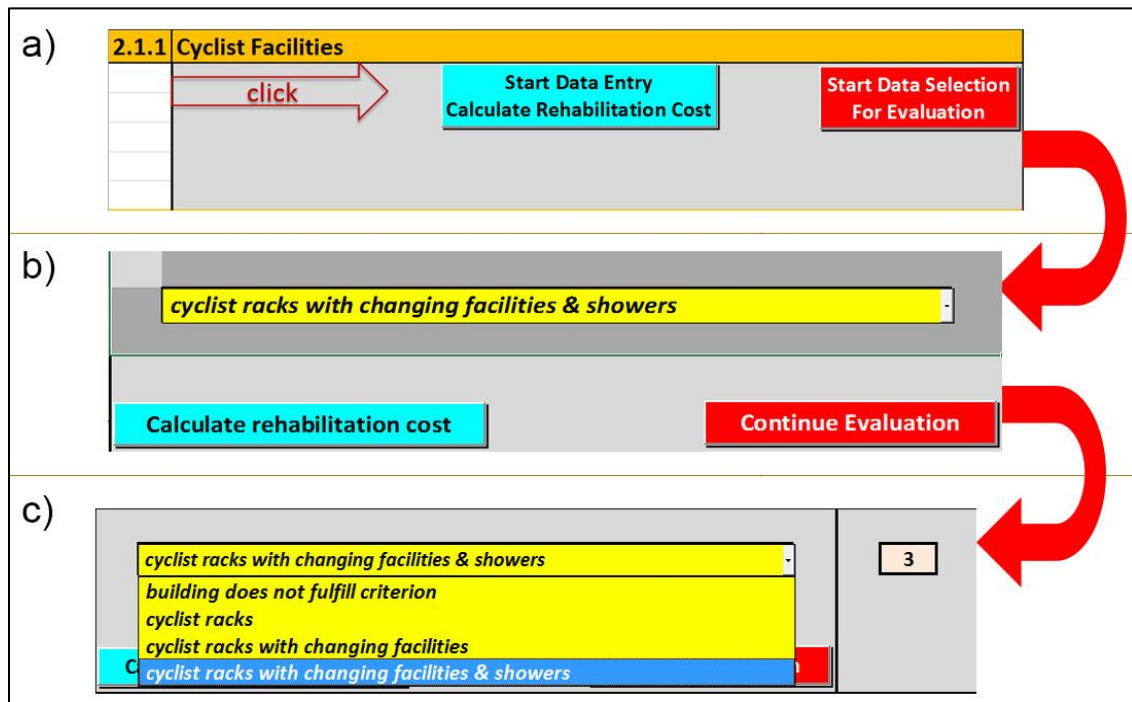 a)
2.1.1 Cyclist Facilities
click
Start Data Entry
Calculate Rehabilitation Cost
Start Data Selection
For Evaluation
b)
cyclist racks with changing facilities & showers
Calculate rehabilitation cost
Continue Evaluation
c)
cyclist racks with changing facilities & showers
3
building does not fulfill criterion
cyclist racks
cyclist racks with changing facilities
cyclist racks with changing facilities & showers